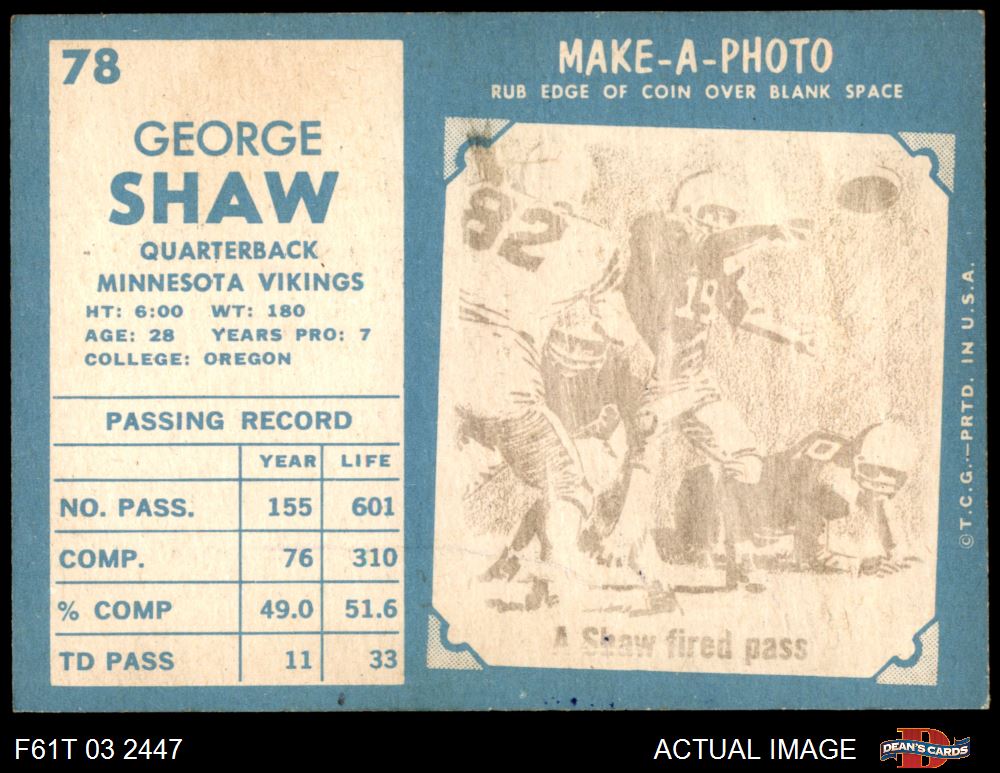 78
GEORGE
SHAW
QUARTERBACK
MINNESOTA VIKINGS
HT: 6:00 WT: 180
AGE: 28 YEARS PRO: 7
COLLEGE: OREGON
PASSING RECORD
YEAR LIFE
NO. PASS. 155 601
COMP. 76 310
% COMP 49.0 51.6
TD PASS 11 33
MAKE-A-PHOTO
RUB EDGE OF COIN OVER BLANK SPACE
82
19
0
A Shaw fired pass
© T.C.G.—PRTD. IN U.S.A.
F61T 03 2447
ACTUAL IMAGE
DEAN'S CARDS